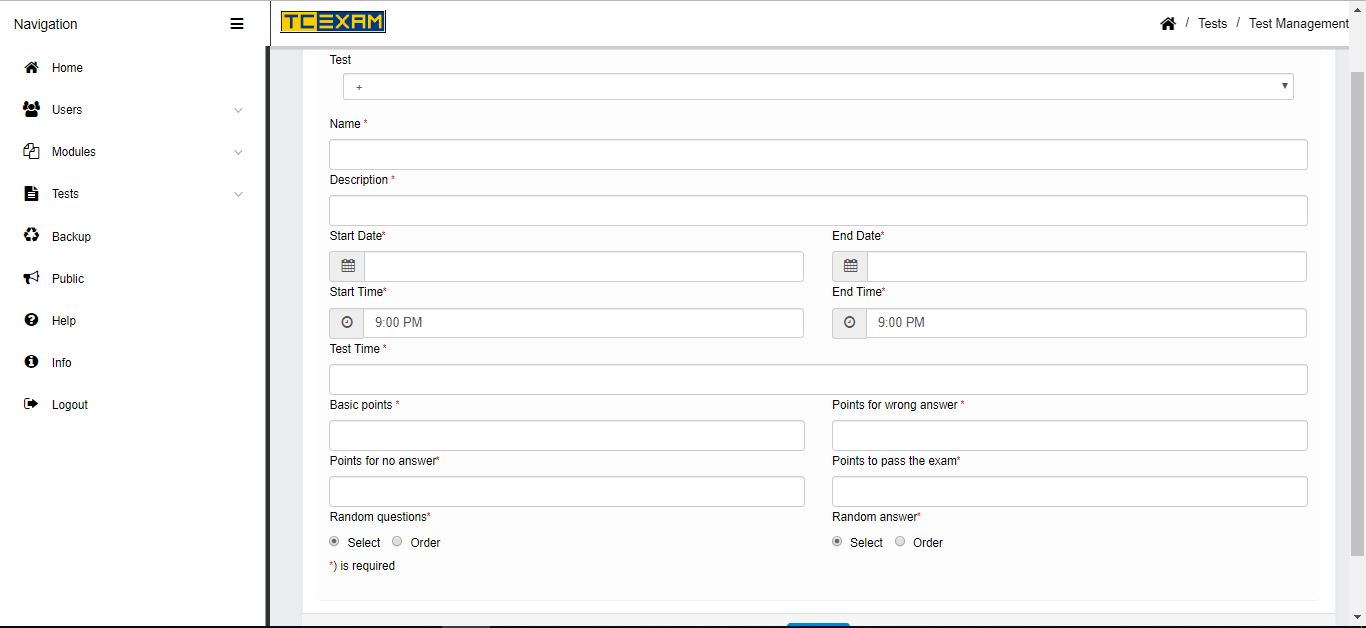 Navigation
TCEXAM
/ Tests / Test Management
Home
Users
Modules
Tests
Backup
Public
Help
Info
Logout
Test
+
Name *
Description *
Start Date* End Date*
Start Time* End Time*
9:00 PM 9:00 PM
Test Time *
Basic points * Points for wrong answer *
Points for no answer* Points to pass the exam*
Random questions* Random answer*
Select Order Select Order
*) is required